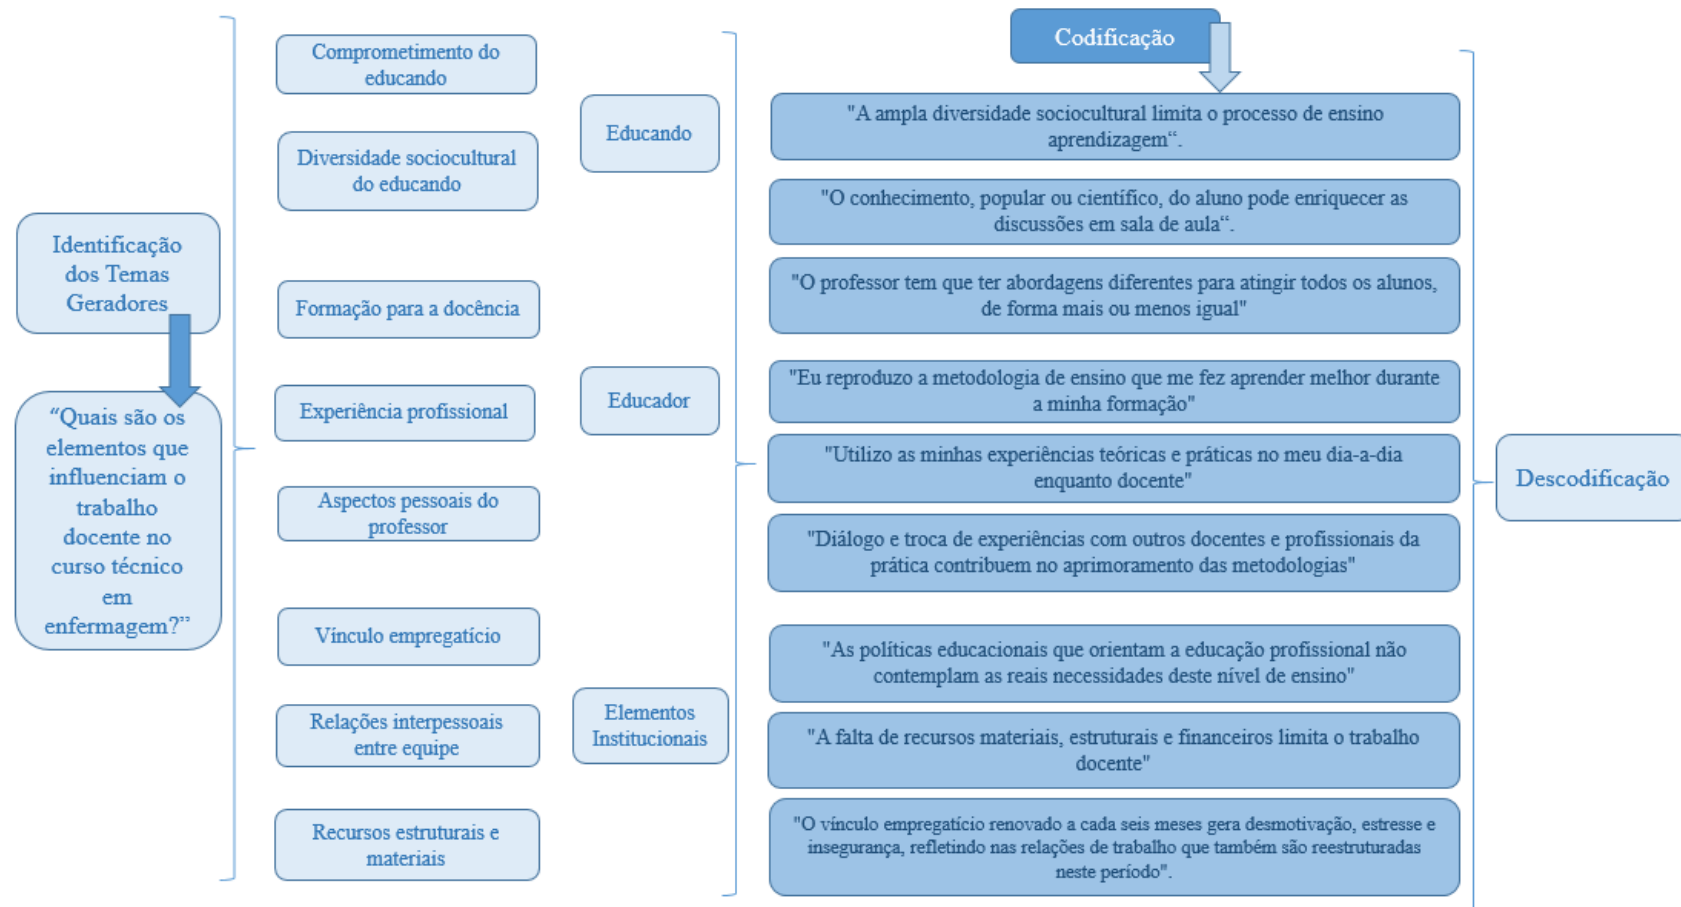 Identificação
dos Temas
Geradores
“Quais são os
elementos que
influenciam o
trabalho
docente no
curso técnico
em
enfermagem?”
Comprometimento do
educando
Diversidade sociocultural
do educando
Formação para a docência
Experiência profissional
Aspectos pessoais do
professor
Vínculo empregatício
Relações interpessoais
entre equipe
Recursos estruturais e
materiais
Educando
Educador
Elementos
Institucionais
Codificação
"A ampla diversidade sociocultural limita o processo de ensino
aprendizagem“.
"O conhecimento, popular ou científico, do aluno pode enriquecer as
discussões em sala de aula“.
"O professor tem que ter abordagens diferentes para atingir todos os alunos,
de forma mais ou menos igual"
"Eu reproduzo a metodologia de ensino que me fez aprender melhor durante
a minha formação"
"Utilizo as minhas experiências teóricas e práticas no meu dia-a-dia
enquanto docente"
"Diálogo e troca de experiências com outros docentes e profissionais da
prática contribuem no aprimoramento das metodologias"
"As políticas educacionais que orientam a educação profissional não
contemplam as reais necessidades deste nível de ensino"
"A falta de recursos materiais, estruturais e financeiros limita o trabalho
docente"
"O vínculo empregatício renovado a cada seis meses gera desmotivação, estresse e
insegurança, refletindo nas relações de trabalho que também são reestruturadas
neste período".
Descodificação